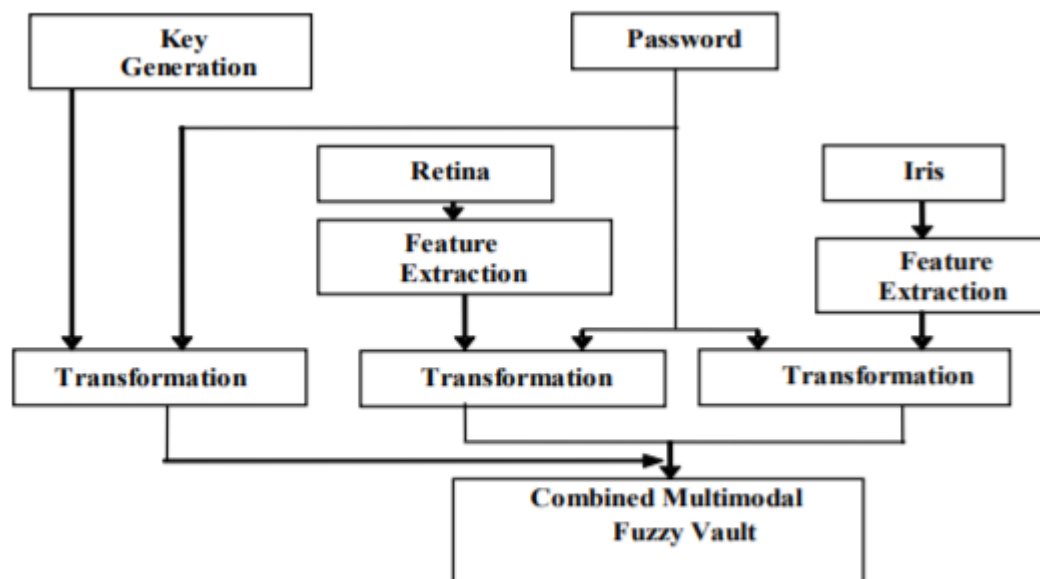 Key
Generation
Password
Retina
Iris
Feature
Extraction
Feature
Extraction
Transformation
Transformation
Transformation
Combined Multimodal
Fuzzy Vault